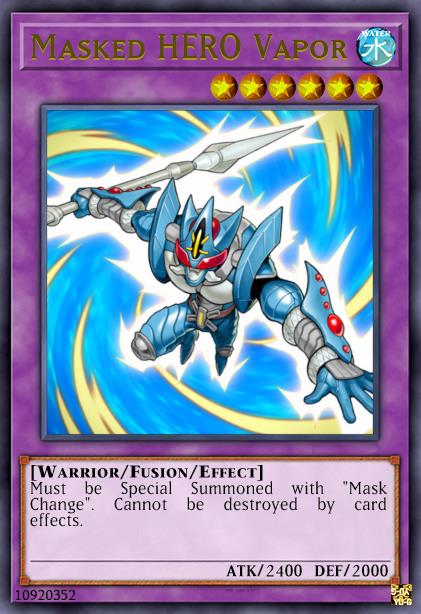 Masked HERO Vapor
WATER
水
[Warrior/Fusion/Effect]
Must be Special Summoned with "Mask
Change". Cannot be destroyed by card
effects.
ATK/2400 DEF/2000
10920352